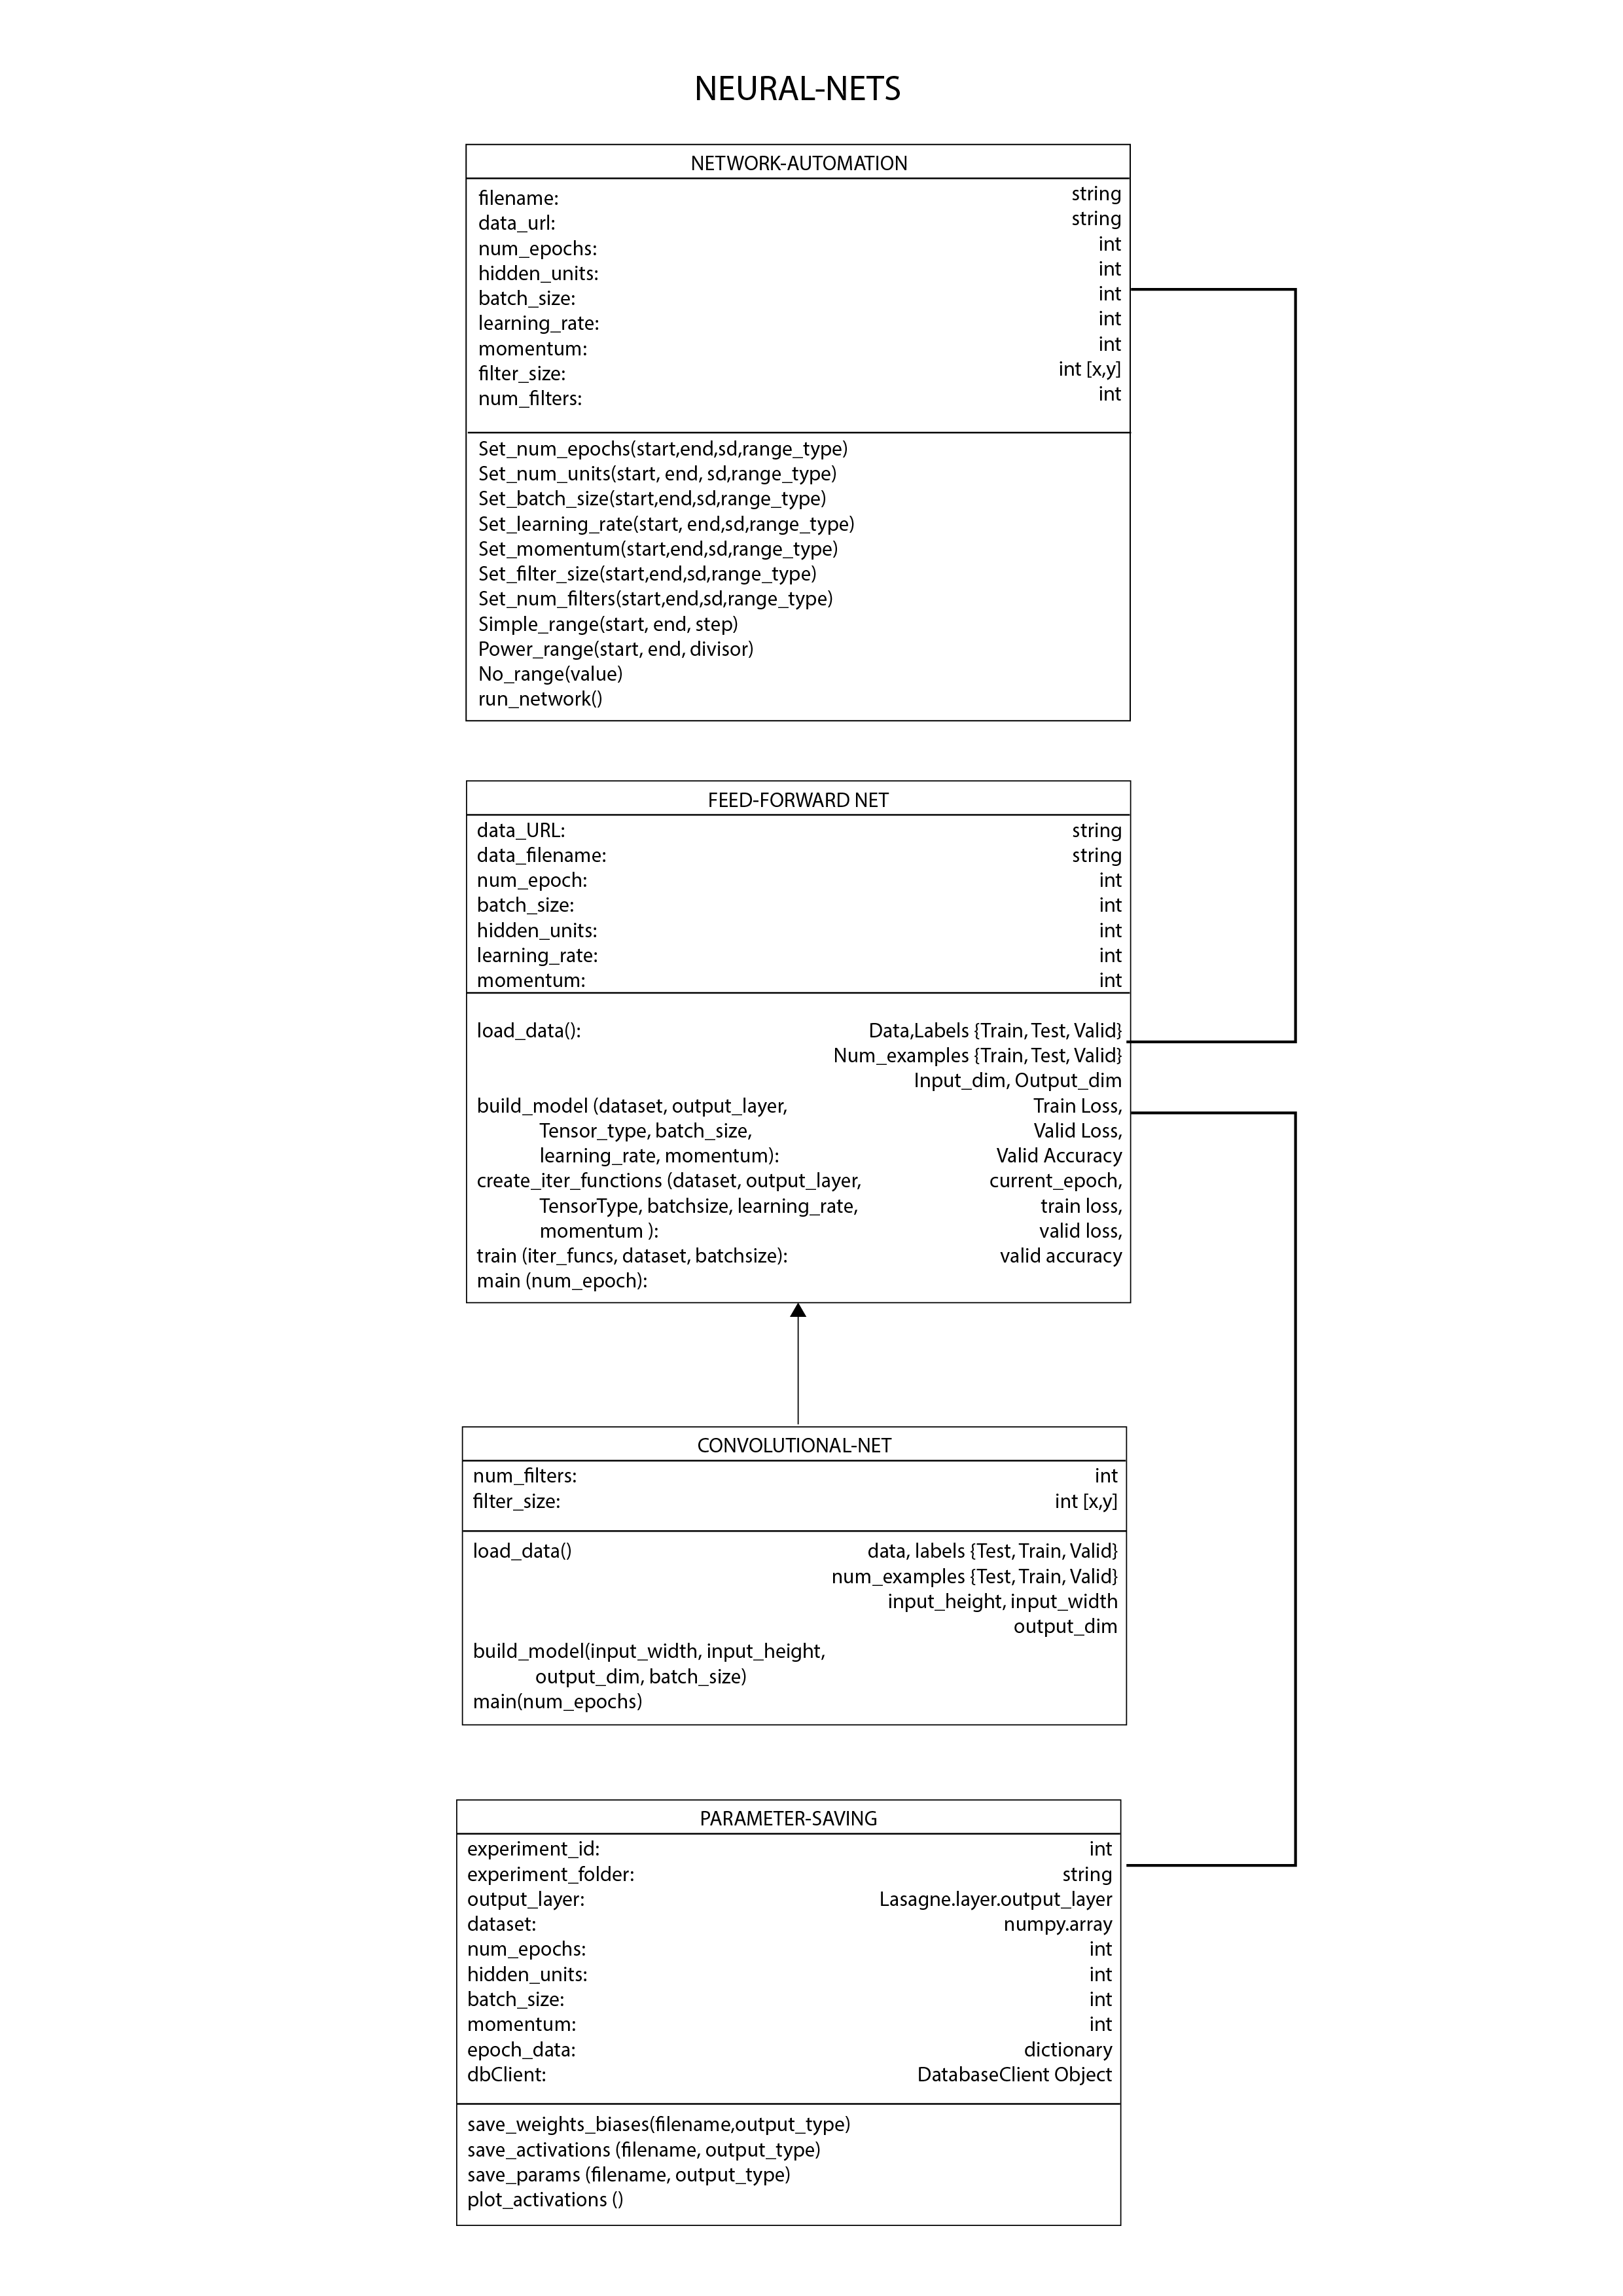 NEURAL-NETS
NETWORK-AUTOMATION
filename: string
data_url: string
num_epochs: int
hidden_units: int
batch_size: int
learning_rate: int
momentum: int
filter_size: int [x,y]
num_filters: int
Set_num_epochs(start,end,sd,range_type)
Set_num_units(start, end, sd,range_type)
Set_batch_size(start,end,sd,range_type)
Set_learning_rate(start, end,sd,range_type)
Set_momentum(start,end,sd,range_type)
Set_filter_size(start,end,sd,range_type)
Set_num_filters(start,end,sd,range_type)
Simple_range(start, end, step)
Power_range(start, end, divisor)
No_range(value)
run_network()
FEED-FORWARD NET
data_URL: string
data_filename: string
num_epoch: int
batch_size: int
hidden_units: int
learning_rate: int
momentum: int
load_data(): Data,Labels {Train, Test, Valid}
Num_examples {Train, Test, Valid}
Input_dim, Output_dim
build_model (dataset, output_layer, Train Loss,
Tensor_type, batch_size, Valid Loss,
learning_rate, momentum): Valid Accuracy
create_iter_functions (dataset, output_layer, current_epoch,
TensorType, batchsize, learning_rate, train loss,
momentum ): valid loss,
train (iter_funcs, dataset, batchsize): valid accuracy
main (num_epoch):
CONVOLUTIONAL-NET
num_filters: int
filter_size: int [x,y]
load_data() data, labels {Test, Train, Valid}
num_examples {Test, Train, Valid}
input_height, input_width
output_dim
build_model(input_width, input_height,
output_dim, batch_size)
main(num_epochs)
PARAMETER-SAVING
experiment_id: int
experiment_folder: string
output_layer: Lasagne.layer.output_layer
dataset: numpy.array
num_epochs: int
hidden_units: int
batch_size: int
momentum: int
epoch_data: dictionary
dbClient: DatabaseClient Object
save_weights_biases(filename,output_type)
save_activations (filename, output_type)
save_params (filename, output_type)
plot_activations ()